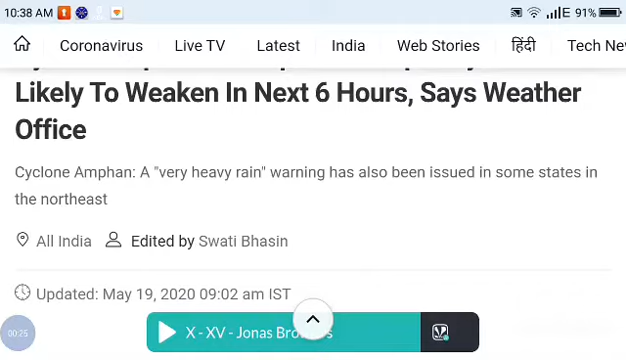 10:38 AM
E 91%
Coronavirus Live TV Latest India Web Stories हिंदी Tech Ne
Likely To Weaken In Next 6 Hours, Says Weather
Office
Cyclone Amphan: A "very heavy rain" warning has also been issued in some states in
the northeast
All India Edited by Swati Bhasin
Updated: May 19, 2020 09:02 am IST
00:25
X - XV - Jonas Bro s